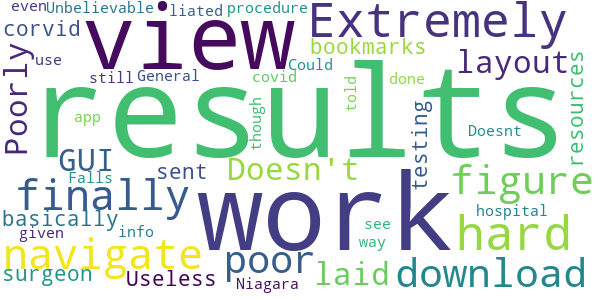 even Unbelievable liated procedure
corvid view Extremely
bookmarks
Poorly use still General covid Could layout
results
app though told done resources
GUI Falls sent Doesn't testing Doesnt
finally work figure
basically hospital
given info hard
navigate poor see way
surgeon Useless Niagara laid download